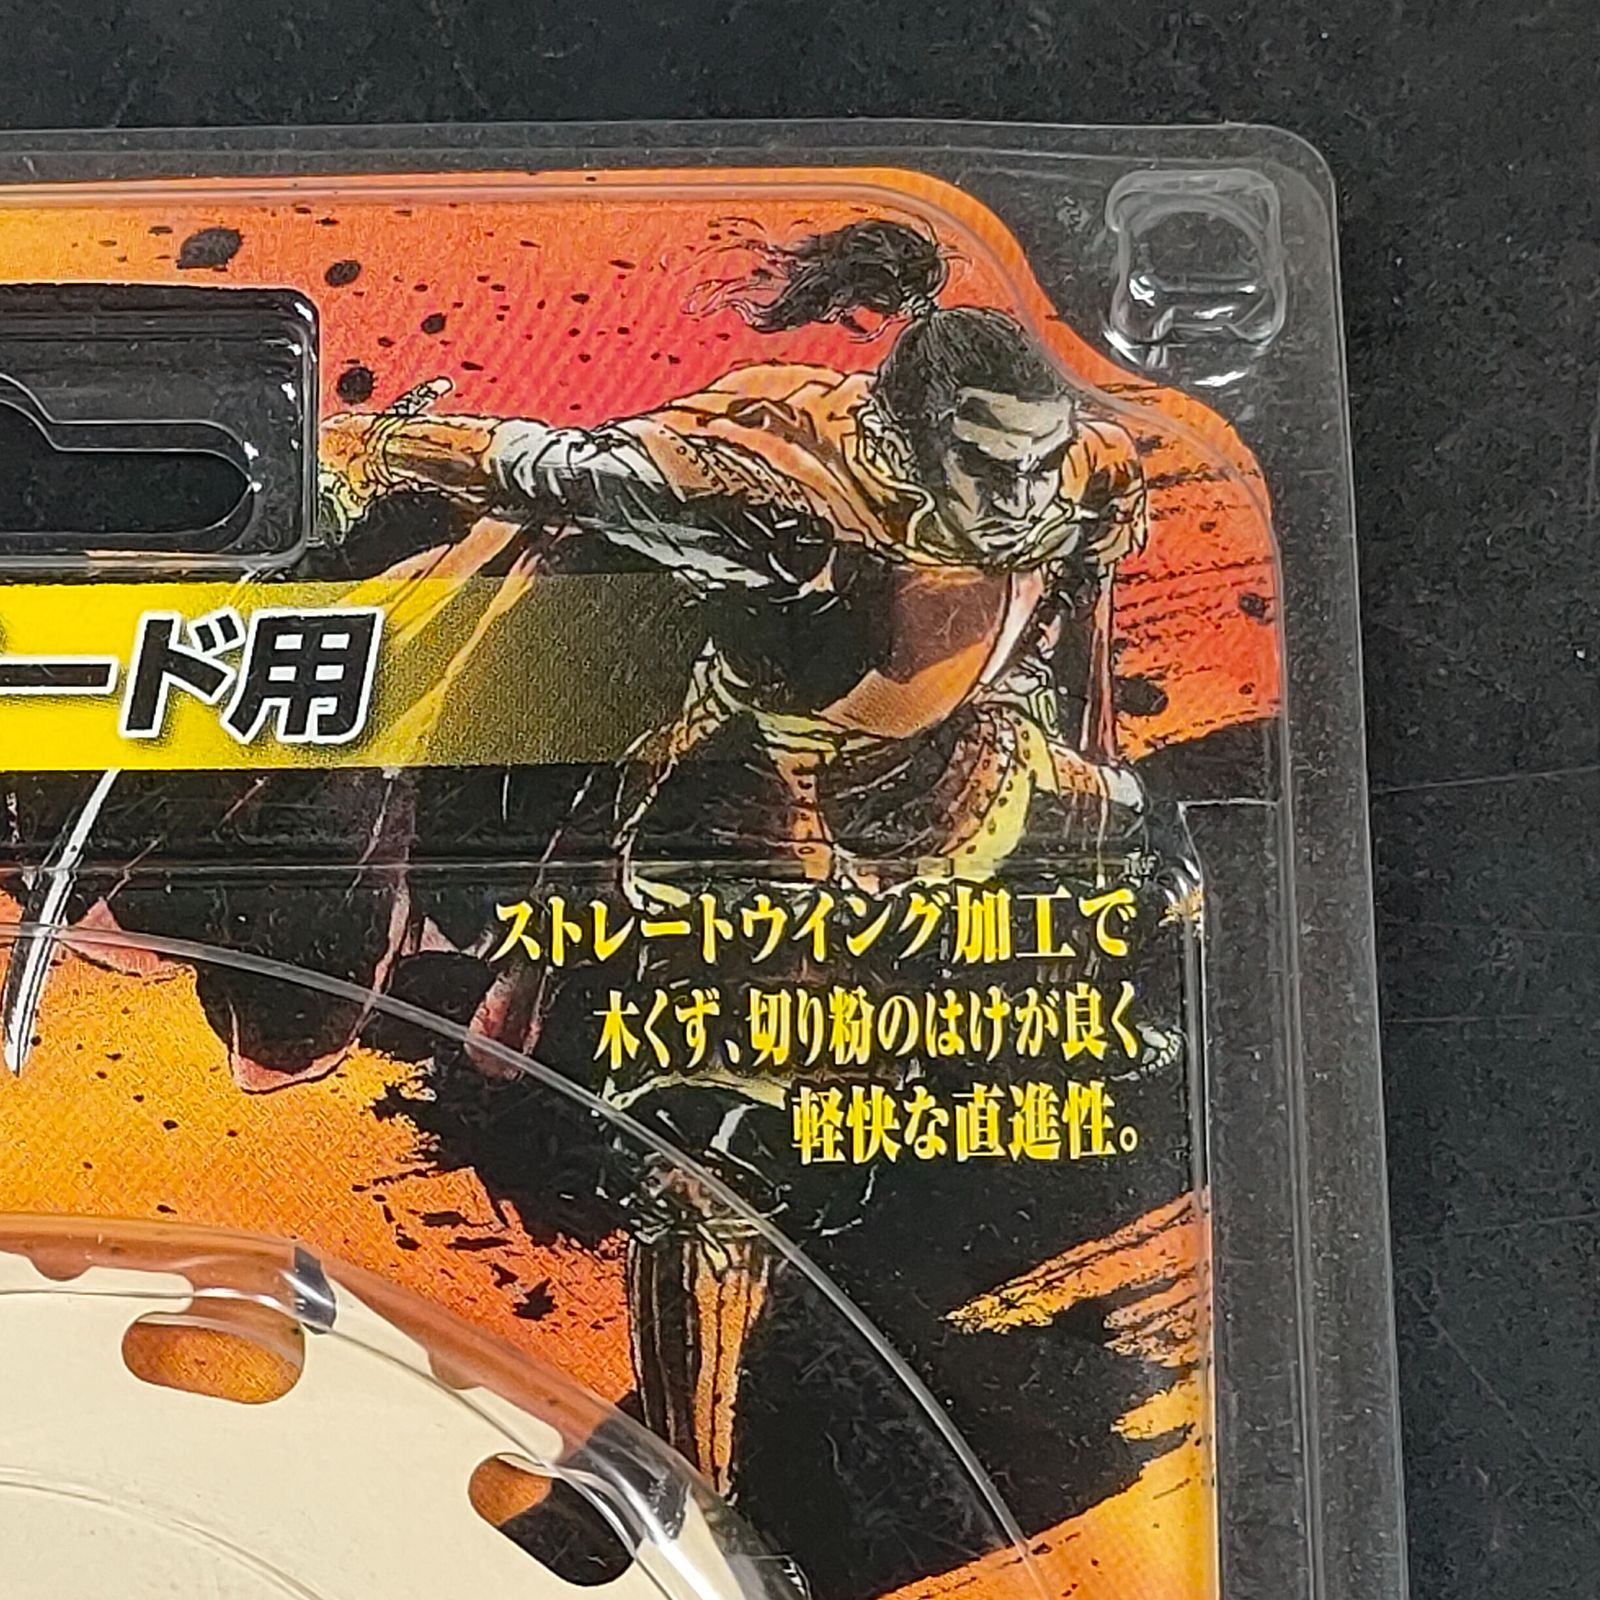 ード用
ストレートウイング加工で
木くず、切り粉のはけが良く
軽快な直進性。